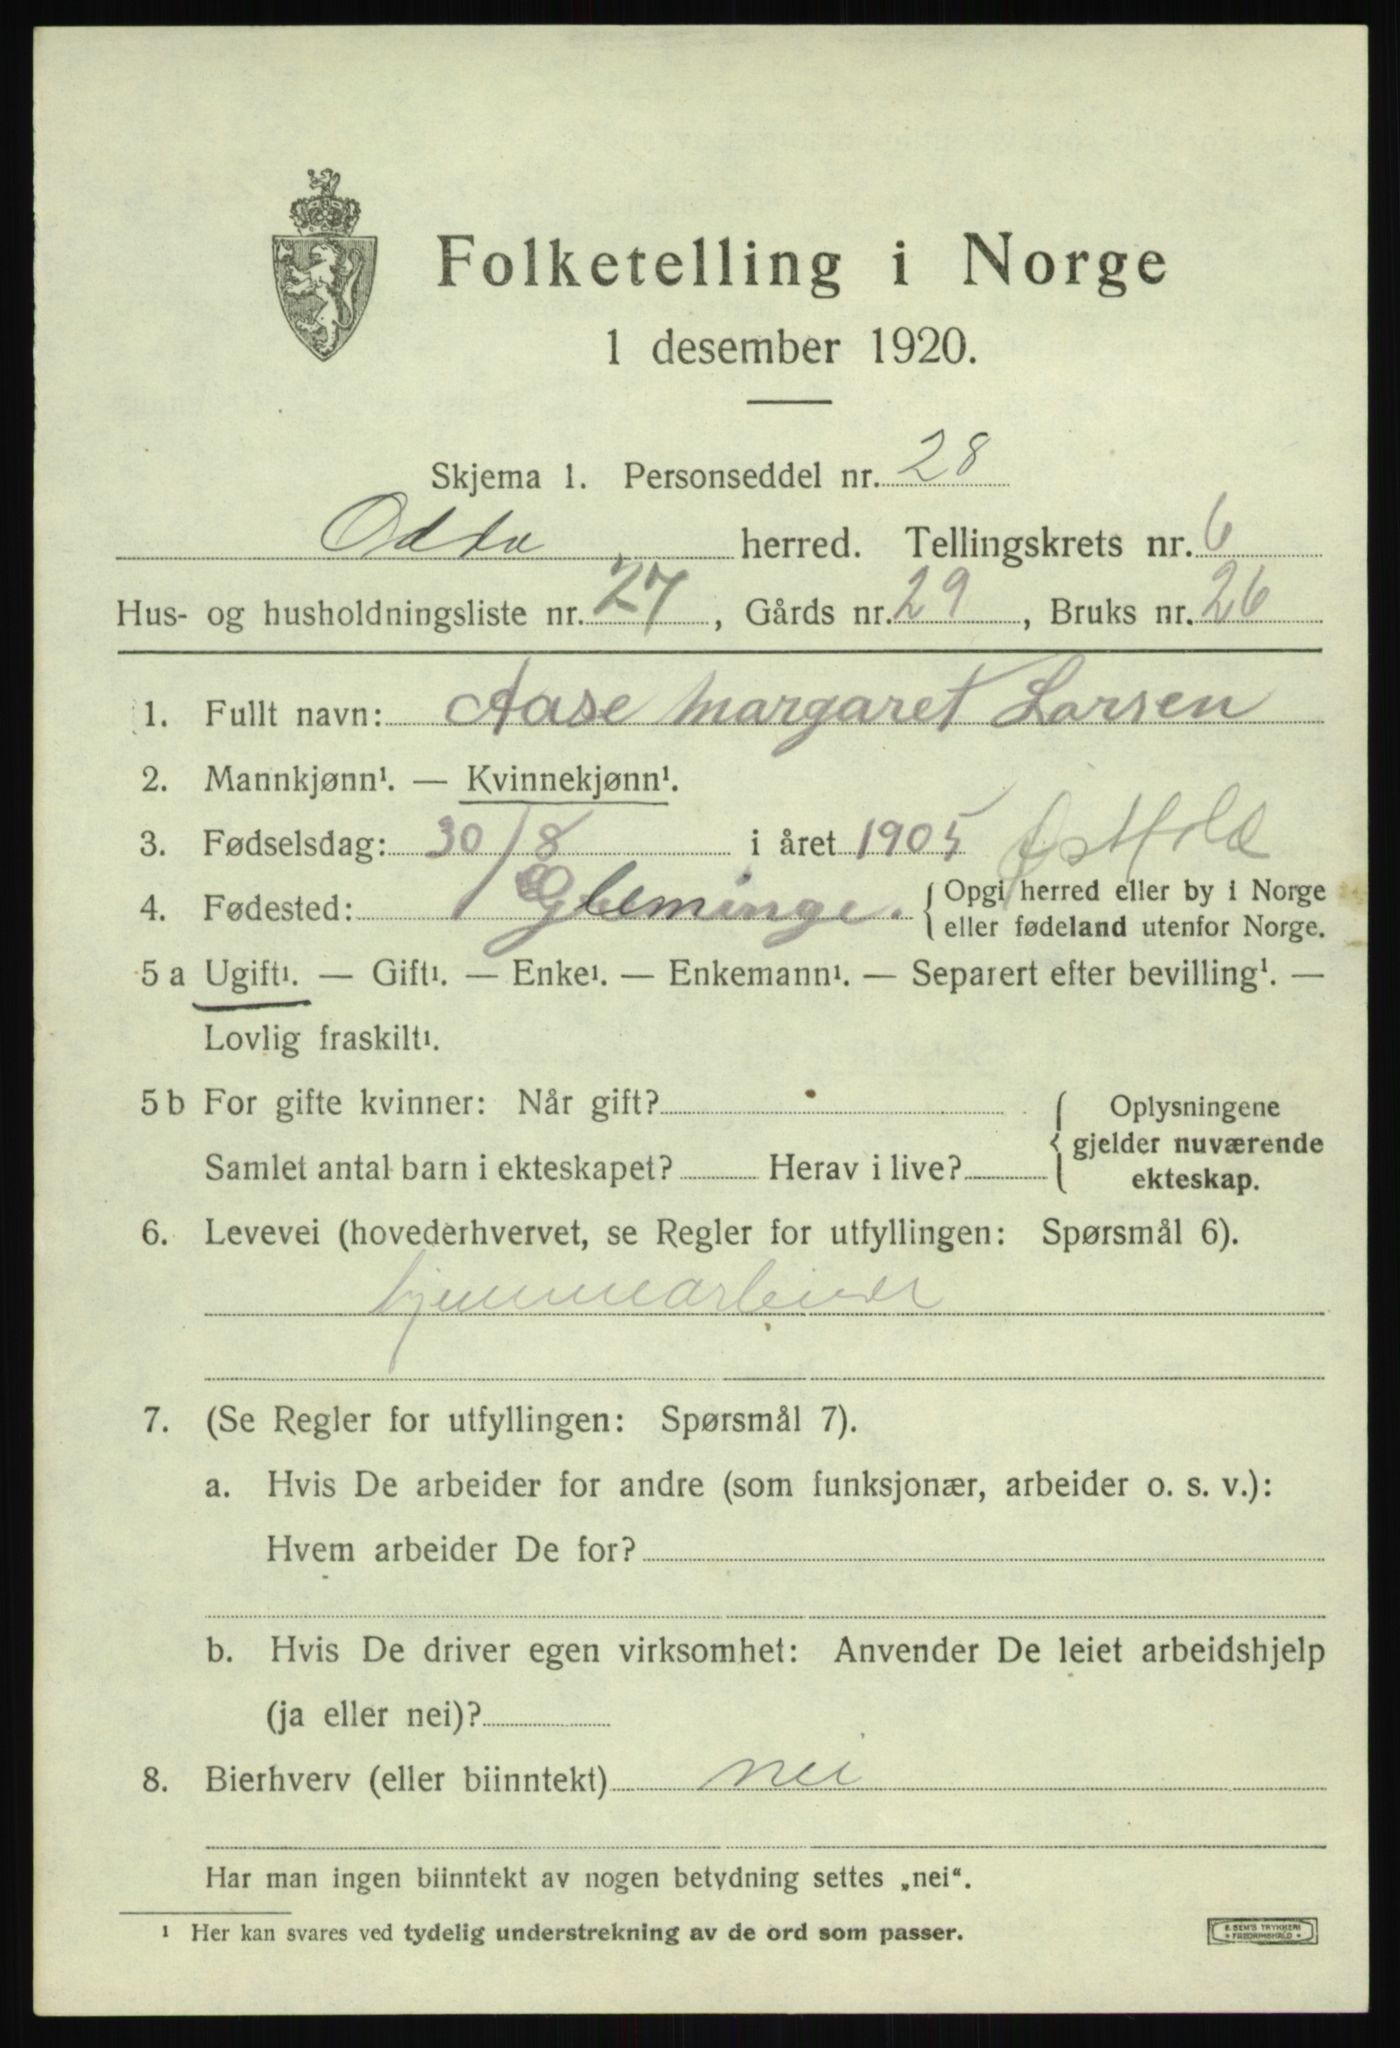 Folketelling i Norge
1 desember 1920.
Skjema 1. Personseddel nr. 28
Odda herred. Tellingskrets nr. 6
Hus- og husholdningsliste nr. 27, Gårds nr. 29, Bruks nr. 26
1. Fullt navn: Aase Margaret Larsen
2. Mannkjønn¹. — Kvinnekjønn¹.
3. Fødselsdag: 30/8 i året 1905 Østfold
4. Fødested: Gleminge. { Opgi herred eller by i Norge
eller fødeland utenfor Norge.
5 a Ugift¹. — Gift¹. — Enke¹. — Enkemann¹. — Separert efter bevilling¹. —
Lovlig fraskilt¹.
5 b For gifte kvinner: Når gift? { Oplysningene
gjelder nuværende
Samlet antal barn i ekteskapet? Herav i live? ekteskap.
6. Levevei (hovederhvervet, se Regler for utfyllingen: Spørsmål 6).
hjemmearbeider
7. (Se Regler for utfyllingen: Spørsmål 7).
a. Hvis De arbeider for andre (som funksjonær, arbeider o. s. v.):
Hvem arbeider De for?
b. Hvis De driver egen virksomhet: Anvender De leiet arbeidshjelp
(ja eller nei)?
8. Bierhverv (eller biinntekt) nei
Har man ingen biinntekt av nogen betydning settes „nei“.
¹ Her kan svares ved tydelig understrekning av de ord som passer.
E. SEM'S TRYKKERI
FREDRIKSHALD